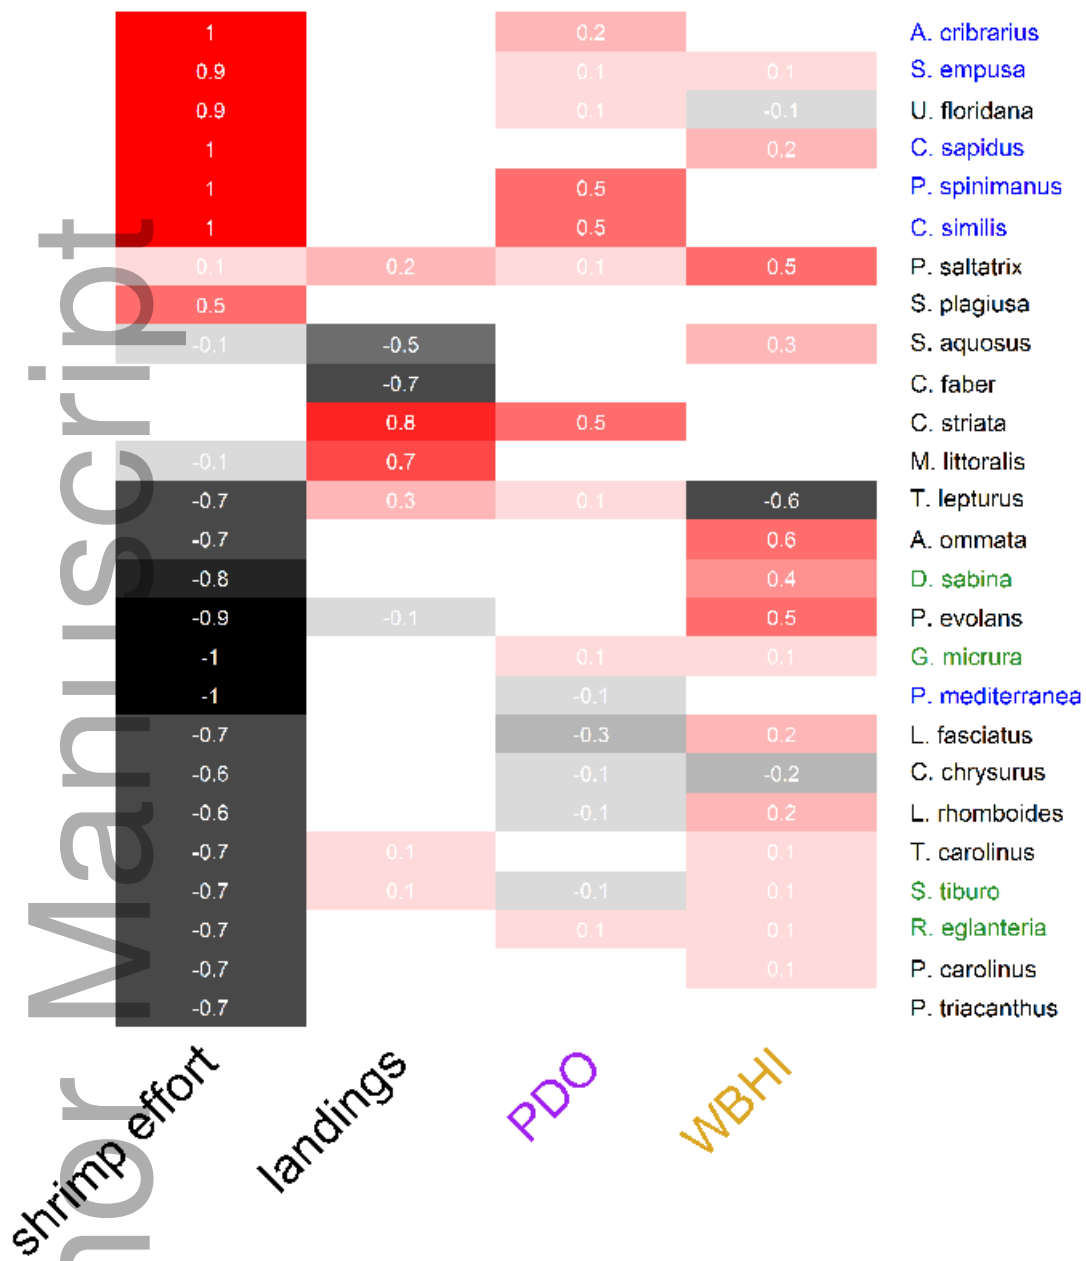 1 0.2 A. cribrarius
0.9 0.1 0.1 S. empusa
0.9 0.1 -0.1 U. floridana
1 0.2 C. sapidus
1 0.5 P. spinimanus
1 0.5 C. similis
0.1 0.2 0.1 0.5 P. saltatrix
0.5 S. plagiusa
-0.1 -0.5 0.3 S. aquosus
-0.7 C. faber
0.8 0.5 C. striata
-0.1 0.7 M. littoralis
-0.7 0.3 0.1 -0.6 T. lepturus
-0.7 0.6 A. ommata
-0.8 0.4 D. sabina
-0.9 -0.1 0.5 P. evolans
-1 0.1 0.1 G. micrura
-1 -0.1 P. mediterranea
-0.7 -0.3 0.2 L. fasciatus
-0.6 -0.1 -0.2 C. chrysurus
-0.6 -0.1 0.2 L. rhomboides
-0.7 0.1 0.1 T. carolinus
-0.7 0.1 -0.1 0.1 S. tiburo
-0.7 0.1 0.1 R. eglanteria
-0.7 0.1 P. carolinus
-0.7 P. triacanthus
shrimp effort
landings
PDO
WBHI
hor Manuscript